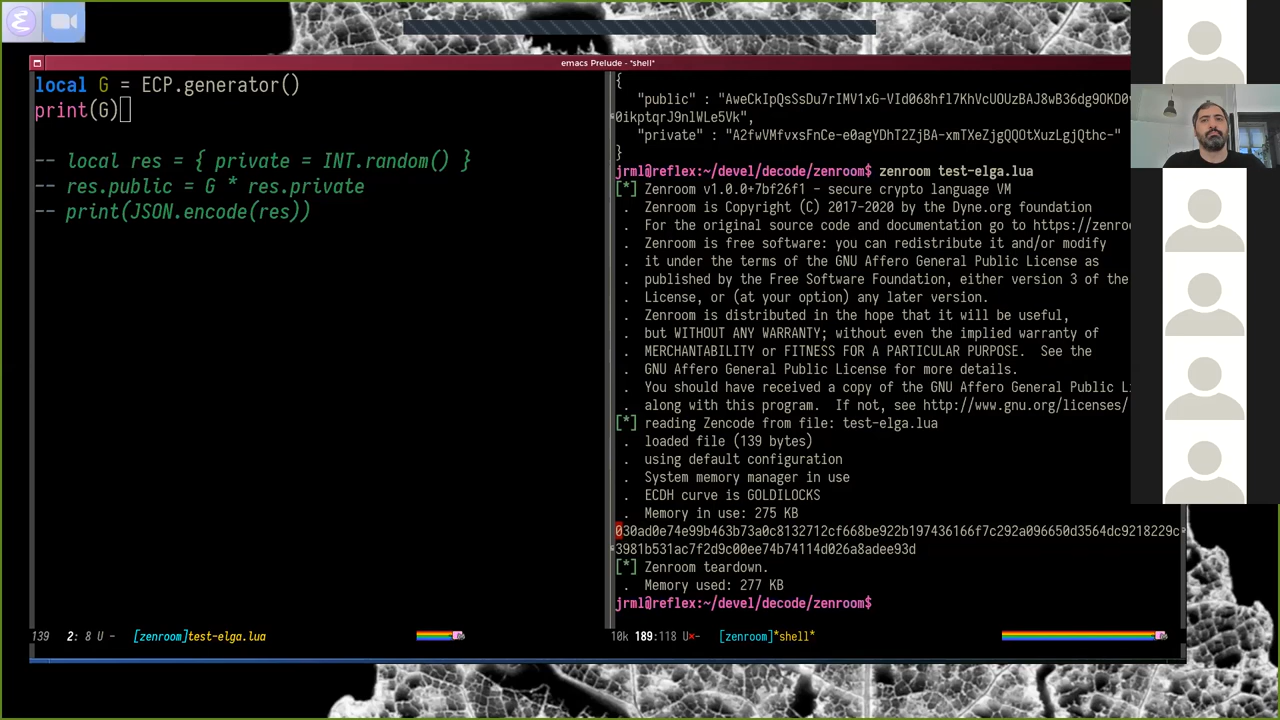 emacs Prelude - *shell*
local G = ECP.generator()
print(G)
-- local res = { private = INT.random() }
-- res.public = G * res.private
-- print(JSON.encode(res))
139 2: 8 U - [zenroom]test-elga.lua
{
"public" : "AweCkIpQsSsDu7rIMV1xG-VId068hfl7KhVcUOUzBAJ8wB36dg9OKD0
0ikptqrJ9nlWLe5Vk",
"private" : "A2fwVMfvxsFnCe-e0agYDhT2ZjBA-xmTXeZjgQQOtXuzLgjQthc-"
}
jrml@reflex:~/devel/decode/zenroom$ zenroom test-elga.lua
[*] Zenroom v1.0.0+7bf26f1 - secure crypto language VM
. Zenroom is Copyright (C) 2017-2020 by the Dyne.org foundation
. For the original source code and documentation go to https://zenro
. Zenroom is free software: you can redistribute it and/or modify
. it under the terms of the GNU Affero General Public License as
. published by the Free Software Foundation, either version 3 of the
. License, or (at your option) any later version.
. Zenroom is distributed in the hope that it will be useful,
. but WITHOUT ANY WARRANTY; without even the implied warranty of
. MERCHANTABILITY or FITNESS FOR A PARTICULAR PURPOSE. See the
. GNU Affero General Public License for more details.
. You should have received a copy of the GNU Affero General Public Li
. along with this program. If not, see http://www.gnu.org/licenses/
[*] reading Zencode from file: test-elga.lua
. loaded file (139 bytes)
. using default configuration
. System memory manager in use
. ECDH curve is GOLDILOCKS
. Memory in use: 275 KB
030ad0e74e99b463b73a0c8132712cf668be922b197436166f7c292a096650d3564dc9218229c
3981b531ac7f2d9c00ee74b74114d026a8adee93d
[*] Zenroom teardown.
. Memory used: 277 KB
jrml@reflex:~/devel/decode/zenroom$
10k 189:118 U×- [zenroom]*shell*